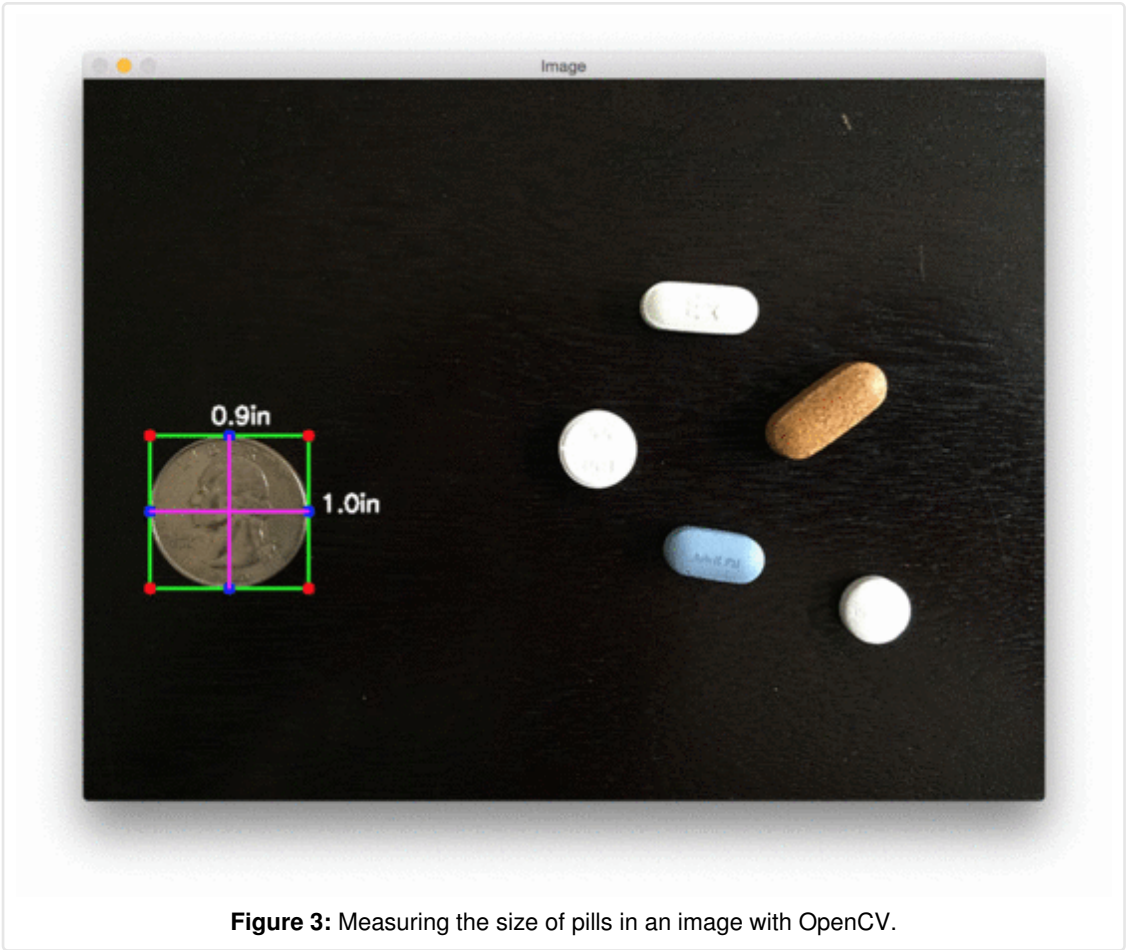 Image
0.9in
1.0in
Figure 3: Measuring the size of pills in an image with OpenCV.